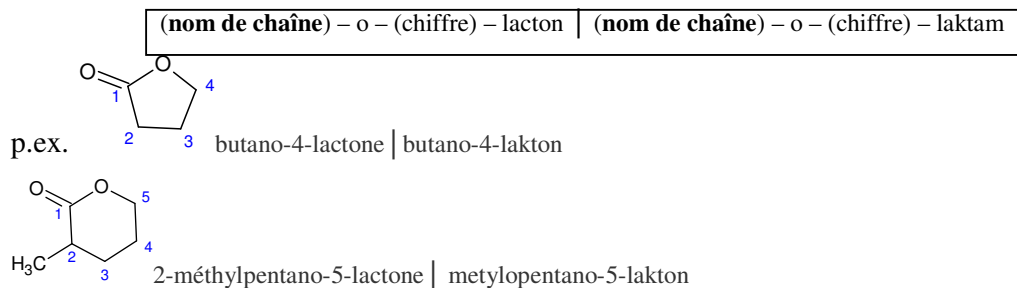 (nom de chaîne) – o – (chiffre) – lacton | (nom de chaîne) – o – (chiffre) – laktam
O
O
4
1
2
3
p.ex.
butano-4-lactone | butano-4-lakton
O
O
5
1
4
2
H3C
3
2-méthylpentano-5-lactone | metylopentano-5-lakton